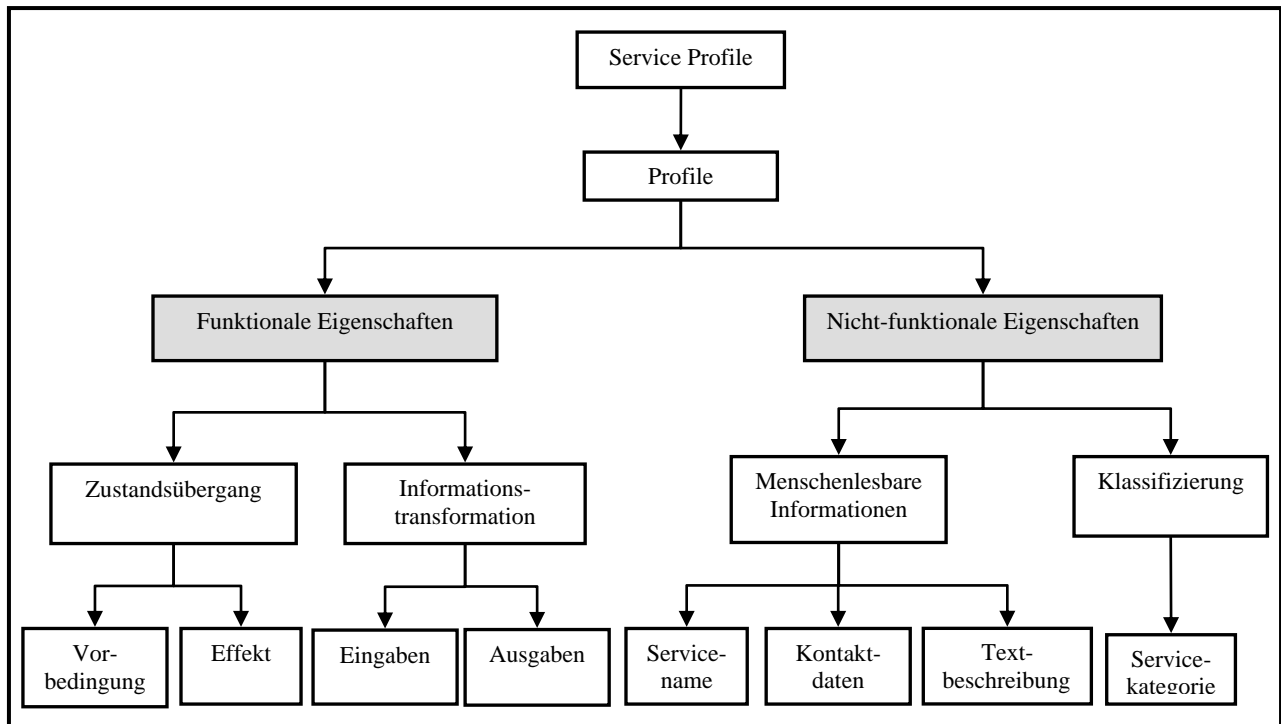 Service Profile
Profile
Funktionale Eigenschaften
Nicht-funktionale Eigenschaften
Zustandsübergang
Informations-
transformation
Menschenlesbare
Informationen
Klassifizierung
Vor-
bedingung
Effekt
Eingaben
Ausgaben
Service-
name
Kontakt-
daten
Text-
beschreibung
Service-
kategorie